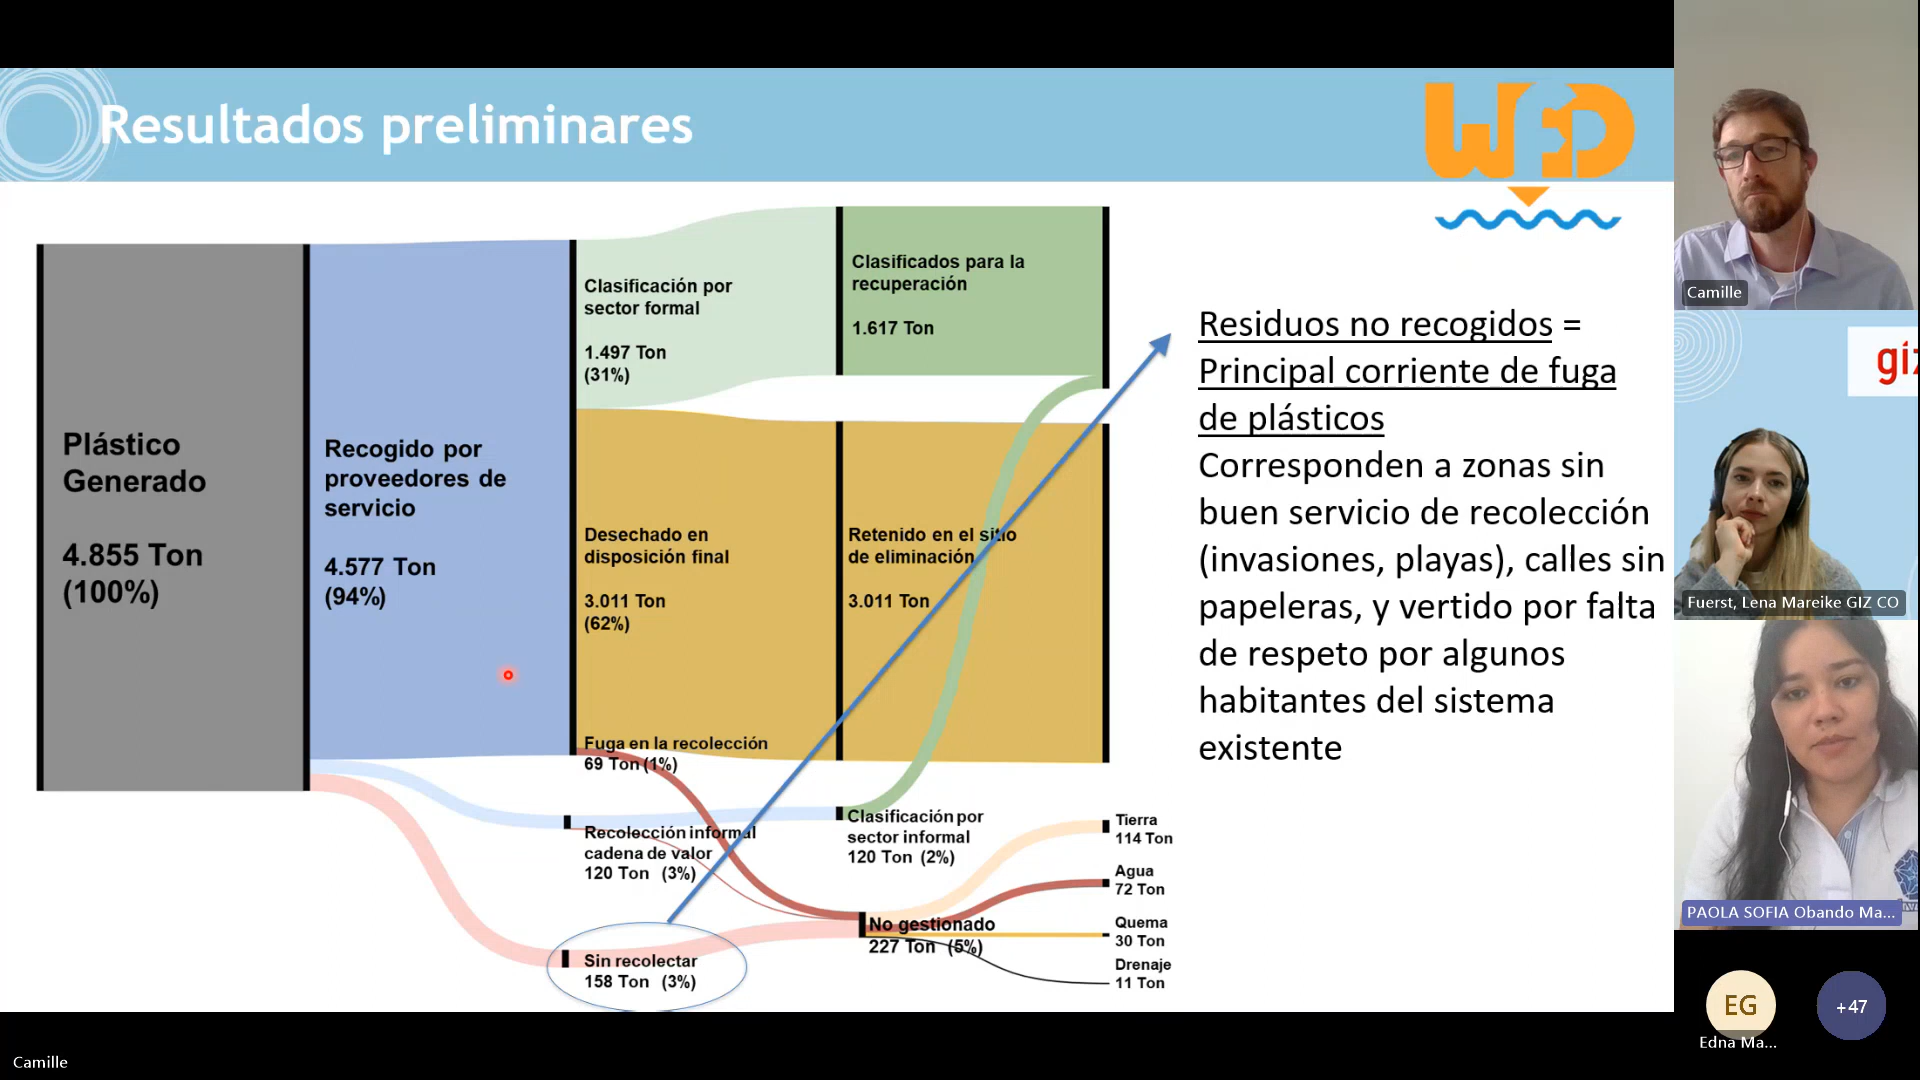 Resultados preliminares
WFD
Plástico
Generado
4.855 Ton
(100%)
Recogido por
proveedores de
servicio
4.577 Ton
(94%)
Clasificación por
sector formal
1.497 Ton
(31%)
Desechado en
disposición final
3.011 Ton
(62%)
Fuga en la recolección
69 Ton (1%)
Recolección informal
cadena de valor
120 Ton (3%)
Sin recolectar
158 Ton (3%)
Clasificados para la
recuperación
1.617 Ton
Retenido en el sitio
de eliminación
3.011 Ton
Clasificación por
sector informal
120 Ton (2%)
No gestionado
227 Ton (5%)
Tierra
114 Ton
Agua
72 Ton
Quema
30 Ton
Drenaje
11 Ton
Residuos no recogidos =
Principal corriente de fuga
de plásticos
Corresponden a zonas sin
buen servicio de recolección
(invasiones, playas), calles sin
papeleras, y vertido por falta
de respeto por algunos
habitantes del sistema
existente
Camille
giz
Fuerst, Lena Mareike GIZ CO
PAOLA SOFIA Obando Ma...
EG
Edna Ma...
+47
Camille